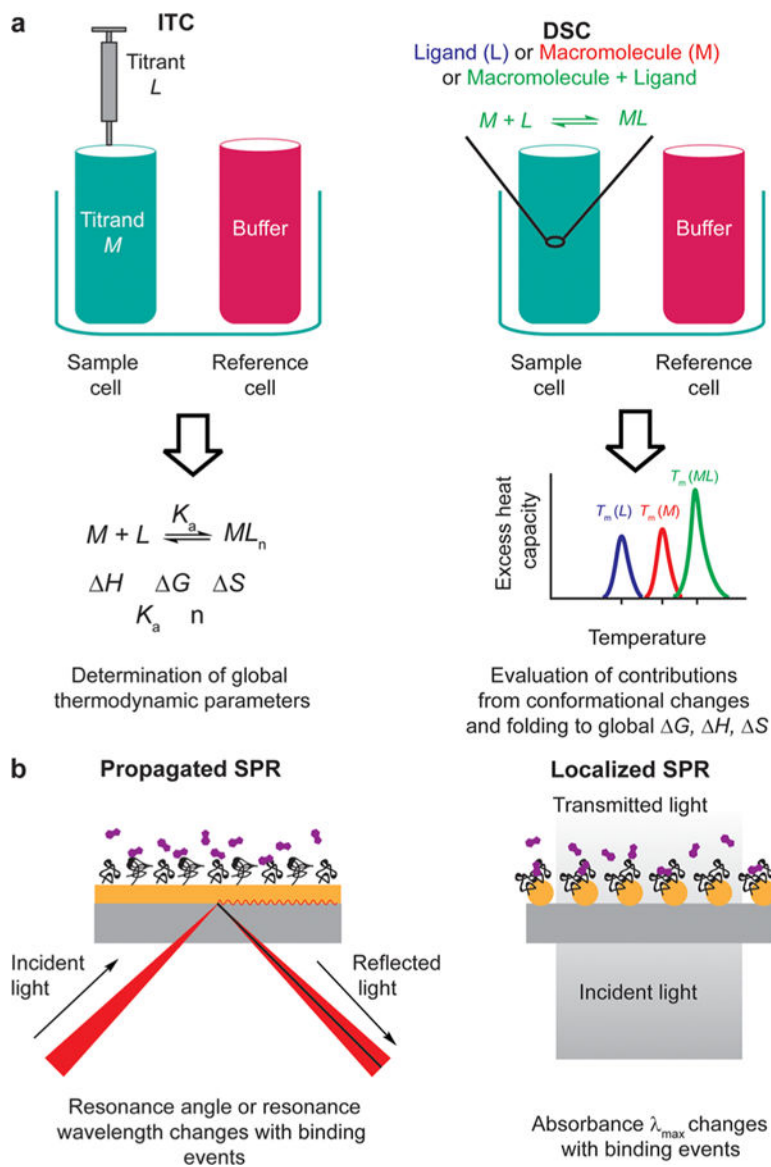 a
ITC
Titrant
L
Titrand
M
Buffer
Sample
cell
Reference
cell
M + L ⇌ MLn
Ka
ΔH ΔG ΔS
Ka n
Determination of global
thermodynamic parameters
DSC
Ligand (L) or Macromolecule (M)
or Macromolecule + Ligand
M + L ⇌ ML
Buffer
Sample
cell
Reference
cell
Excess heat
capacity
Tm(L)
Tm(M)
Tm(ML)
Temperature
Evaluation of contributions
from conformational changes
and folding to global ΔG, ΔH, ΔS
b
Propagated SPR
Incident
light
Reflected
light
Resonance angle or resonance
wavelength changes with binding
events
Localized SPR
Transmitted light
Incident light
Absorbance λmax changes
with binding events